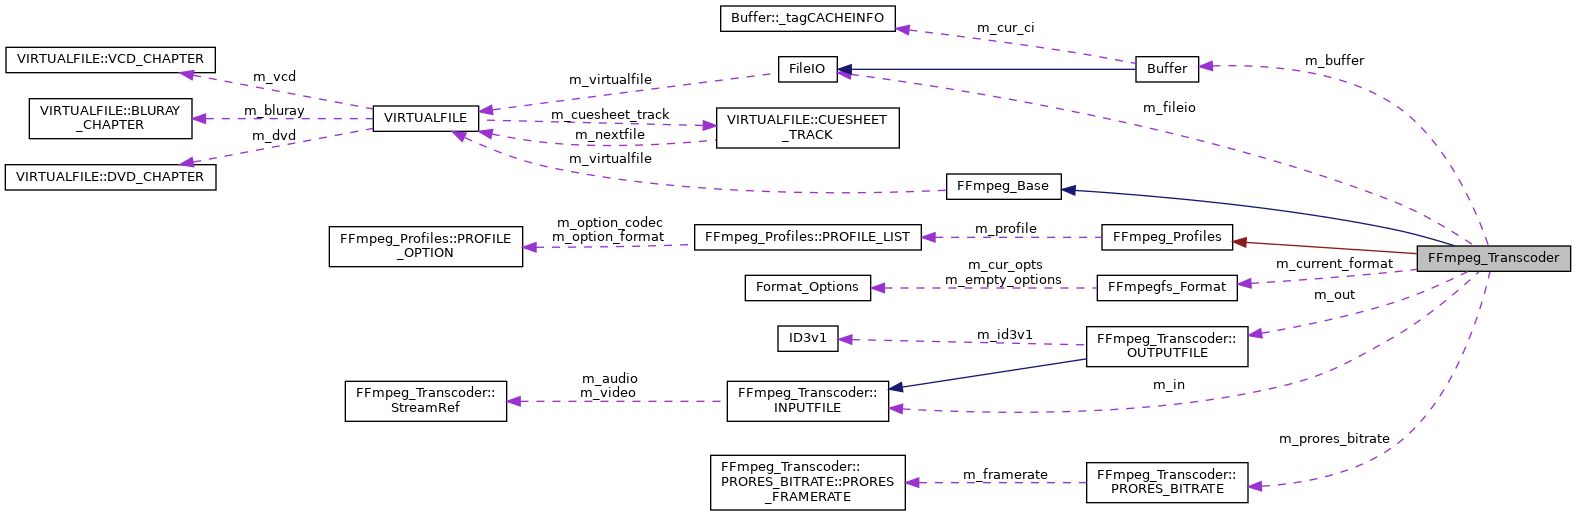 Buffer::_tagCACHEINFO
m_cur_ci
VIRTUALFILE::VCD_CHAPTER
m_vcd
m_virtualfile
FileIO
Buffer
m_buffer
VIRTUALFILE::BLURAY
_CHAPTER
m_bluray
VIRTUALFILE
m_cuesheet_track
m_nextfile
m_virtualfile
VIRTUALFILE::CUESHEET
_TRACK
m_fileio
m_dvd
VIRTUALFILE::DVD_CHAPTER
FFmpeg_Base
FFmpeg_Profiles::PROFILE
_OPTION
m_option_codec
m_option_format
FFmpeg_Profiles::PROFILE_LIST
m_profile
FFmpeg_Profiles
FFmpeg_Transcoder
m_current_format
Format_Options
m_cur_opts
m_empty_options
FFmpegfs_Format
m_out
ID3v1
m_id3v1
FFmpeg_Transcoder::
OUTPUTFILE
FFmpeg_Transcoder::
StreamRef
m_audio
m_video
FFmpeg_Transcoder::
INPUTFILE
m_in
m_prores_bitrate
FFmpeg_Transcoder::
PRORES_BITRATE::PRORES
_FRAMERATE
m_framerate
FFmpeg_Transcoder::
PRORES_BITRATE